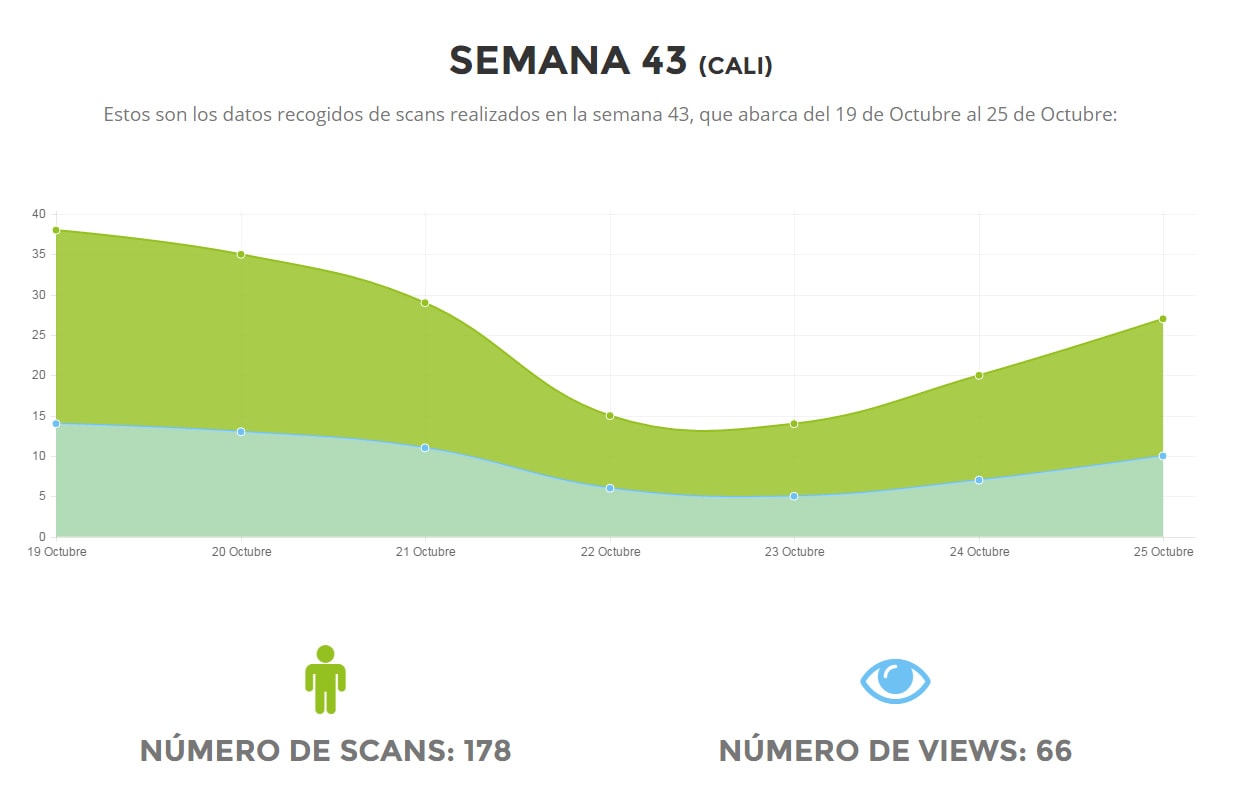 SEMANA 43 (CALI)
Estos son los datos recogidos de scans realizados en la semana 43, que abarca del 19 de Octubre al 25 de Octubre:
40
35
30
25
20
15
10
5
0
19 Octubre 20 Octubre 21 Octubre 22 Octubre 23 Octubre 24 Octubre 25 Octubre
NÚMERO DE SCANS: 178 NÚMERO DE VIEWS: 66